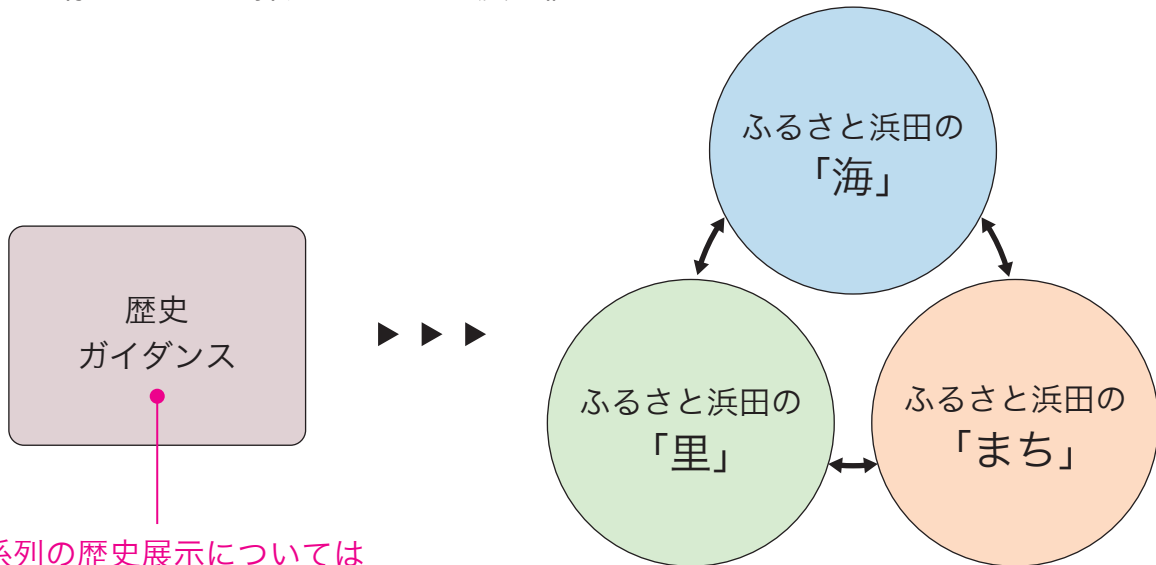 ふるさと浜田の
「海」
歴史
ガイダンス
ふるさと浜田の
「里」
ふるさと浜田の
「まち」
系列の歴史展示については